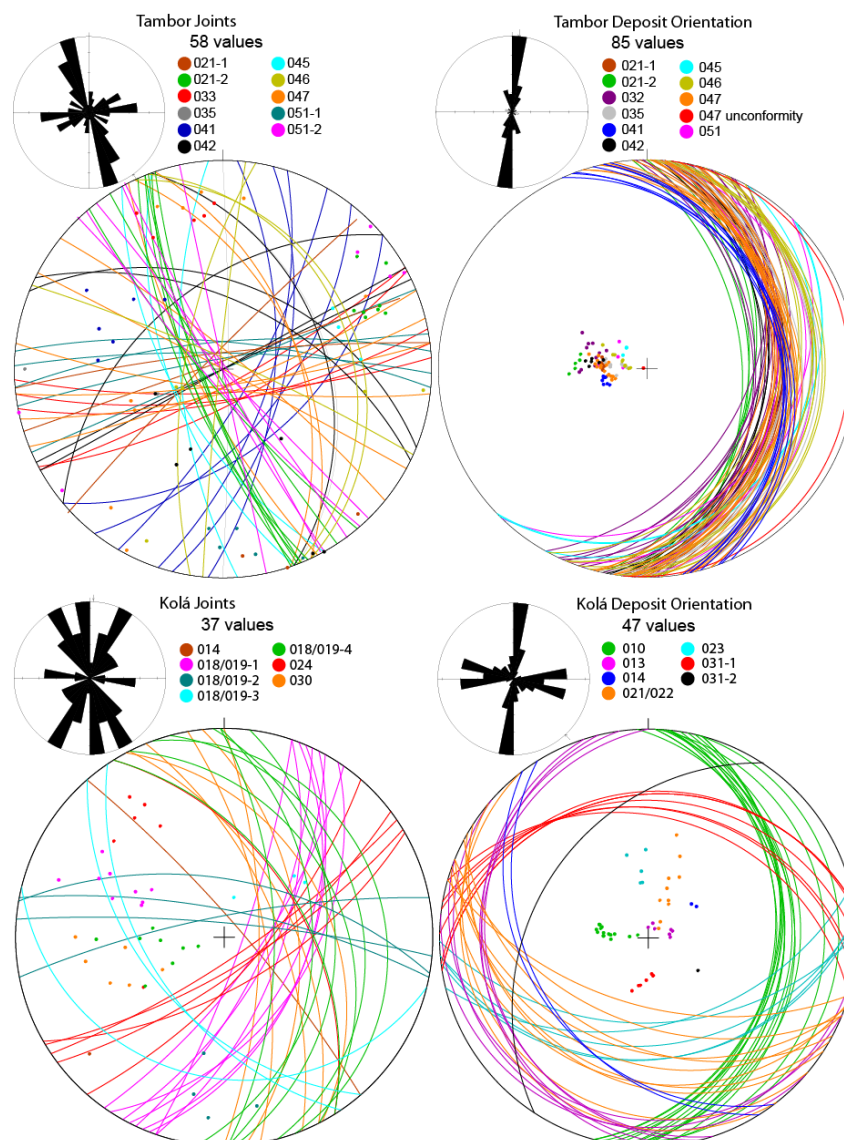 Tambor Joints
58 values
021-1 045
021-2 046
033 047
035 051-1
041 051-2
042
Tambor Deposit Orientation
85 values
021-1 045
021-2 046
032 047
035 047 unconformity
041 051
042
Kolá Joints
37 values
014 018/019-4
018/019-1 024
018/019-2 030
018/019-3
Kolá Deposit Orientation
47 values
010 023
013 031-1
014 031-2
021/022